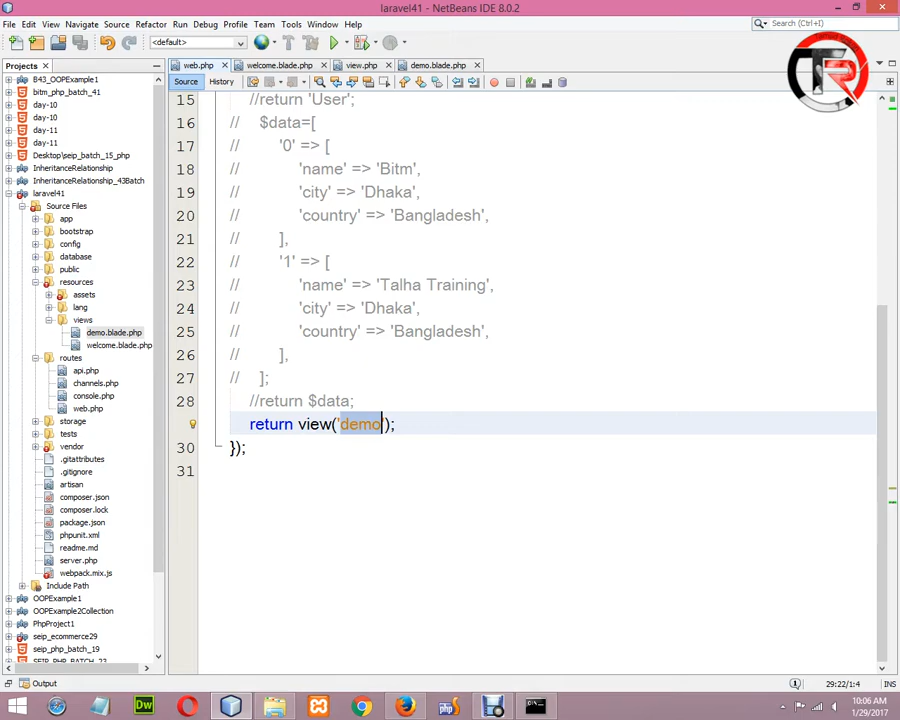 laravel41 - NetBeans IDE 8.0.2
File Edit View Navigate Source Refactor Run Debug Profile Team Tools Window Help
<default>
Search (Ctrl+I)
Projects
web.php
welcome.blade.php
view.php
demo.blade.php
Source History
B43_OOPExample1
bitm_php_batch_41
day-10
day-10
day-11
day-11
Desktop\seip_batch_15_php
InheritanceRelationship
InheritanceRelationship_43Batch
laravel41
Source Files
app
bootstrap
config
database
public
resources
assets
lang
views
demo.blade.php
welcome.blade.php
routes
api.php
channels.php
console.php
web.php
storage
tests
vendor
.gitattributes
.gitignore
artisan
composer.json
composer.lock
package.json
phpunit.xml
readme.md
server.php
webpack.mix.js
Include Path
OOPExample1
OOPExample2Collection
PhpProject1
seip_ecommerce29
seip_php_batch_19
SEIP_PHP_BATCH_23
15 //return 'User';
16 // $data=[
17 // '0' => [
18 // 'name' => 'Bitm',
19 // 'city' => 'Dhaka',
20 // 'country' => 'Bangladesh',
21 // ],
22 // '1' => [
23 // 'name' => 'Talha Training',
24 // 'city' => 'Dhaka',
25 // 'country' => 'Bangladesh',
26 // ],
27 // ];
28 //return $data;
return view('demo');
30 });
31
Output
29:22/1:4 INS
Dw
php
10:06 AM
1/29/2017